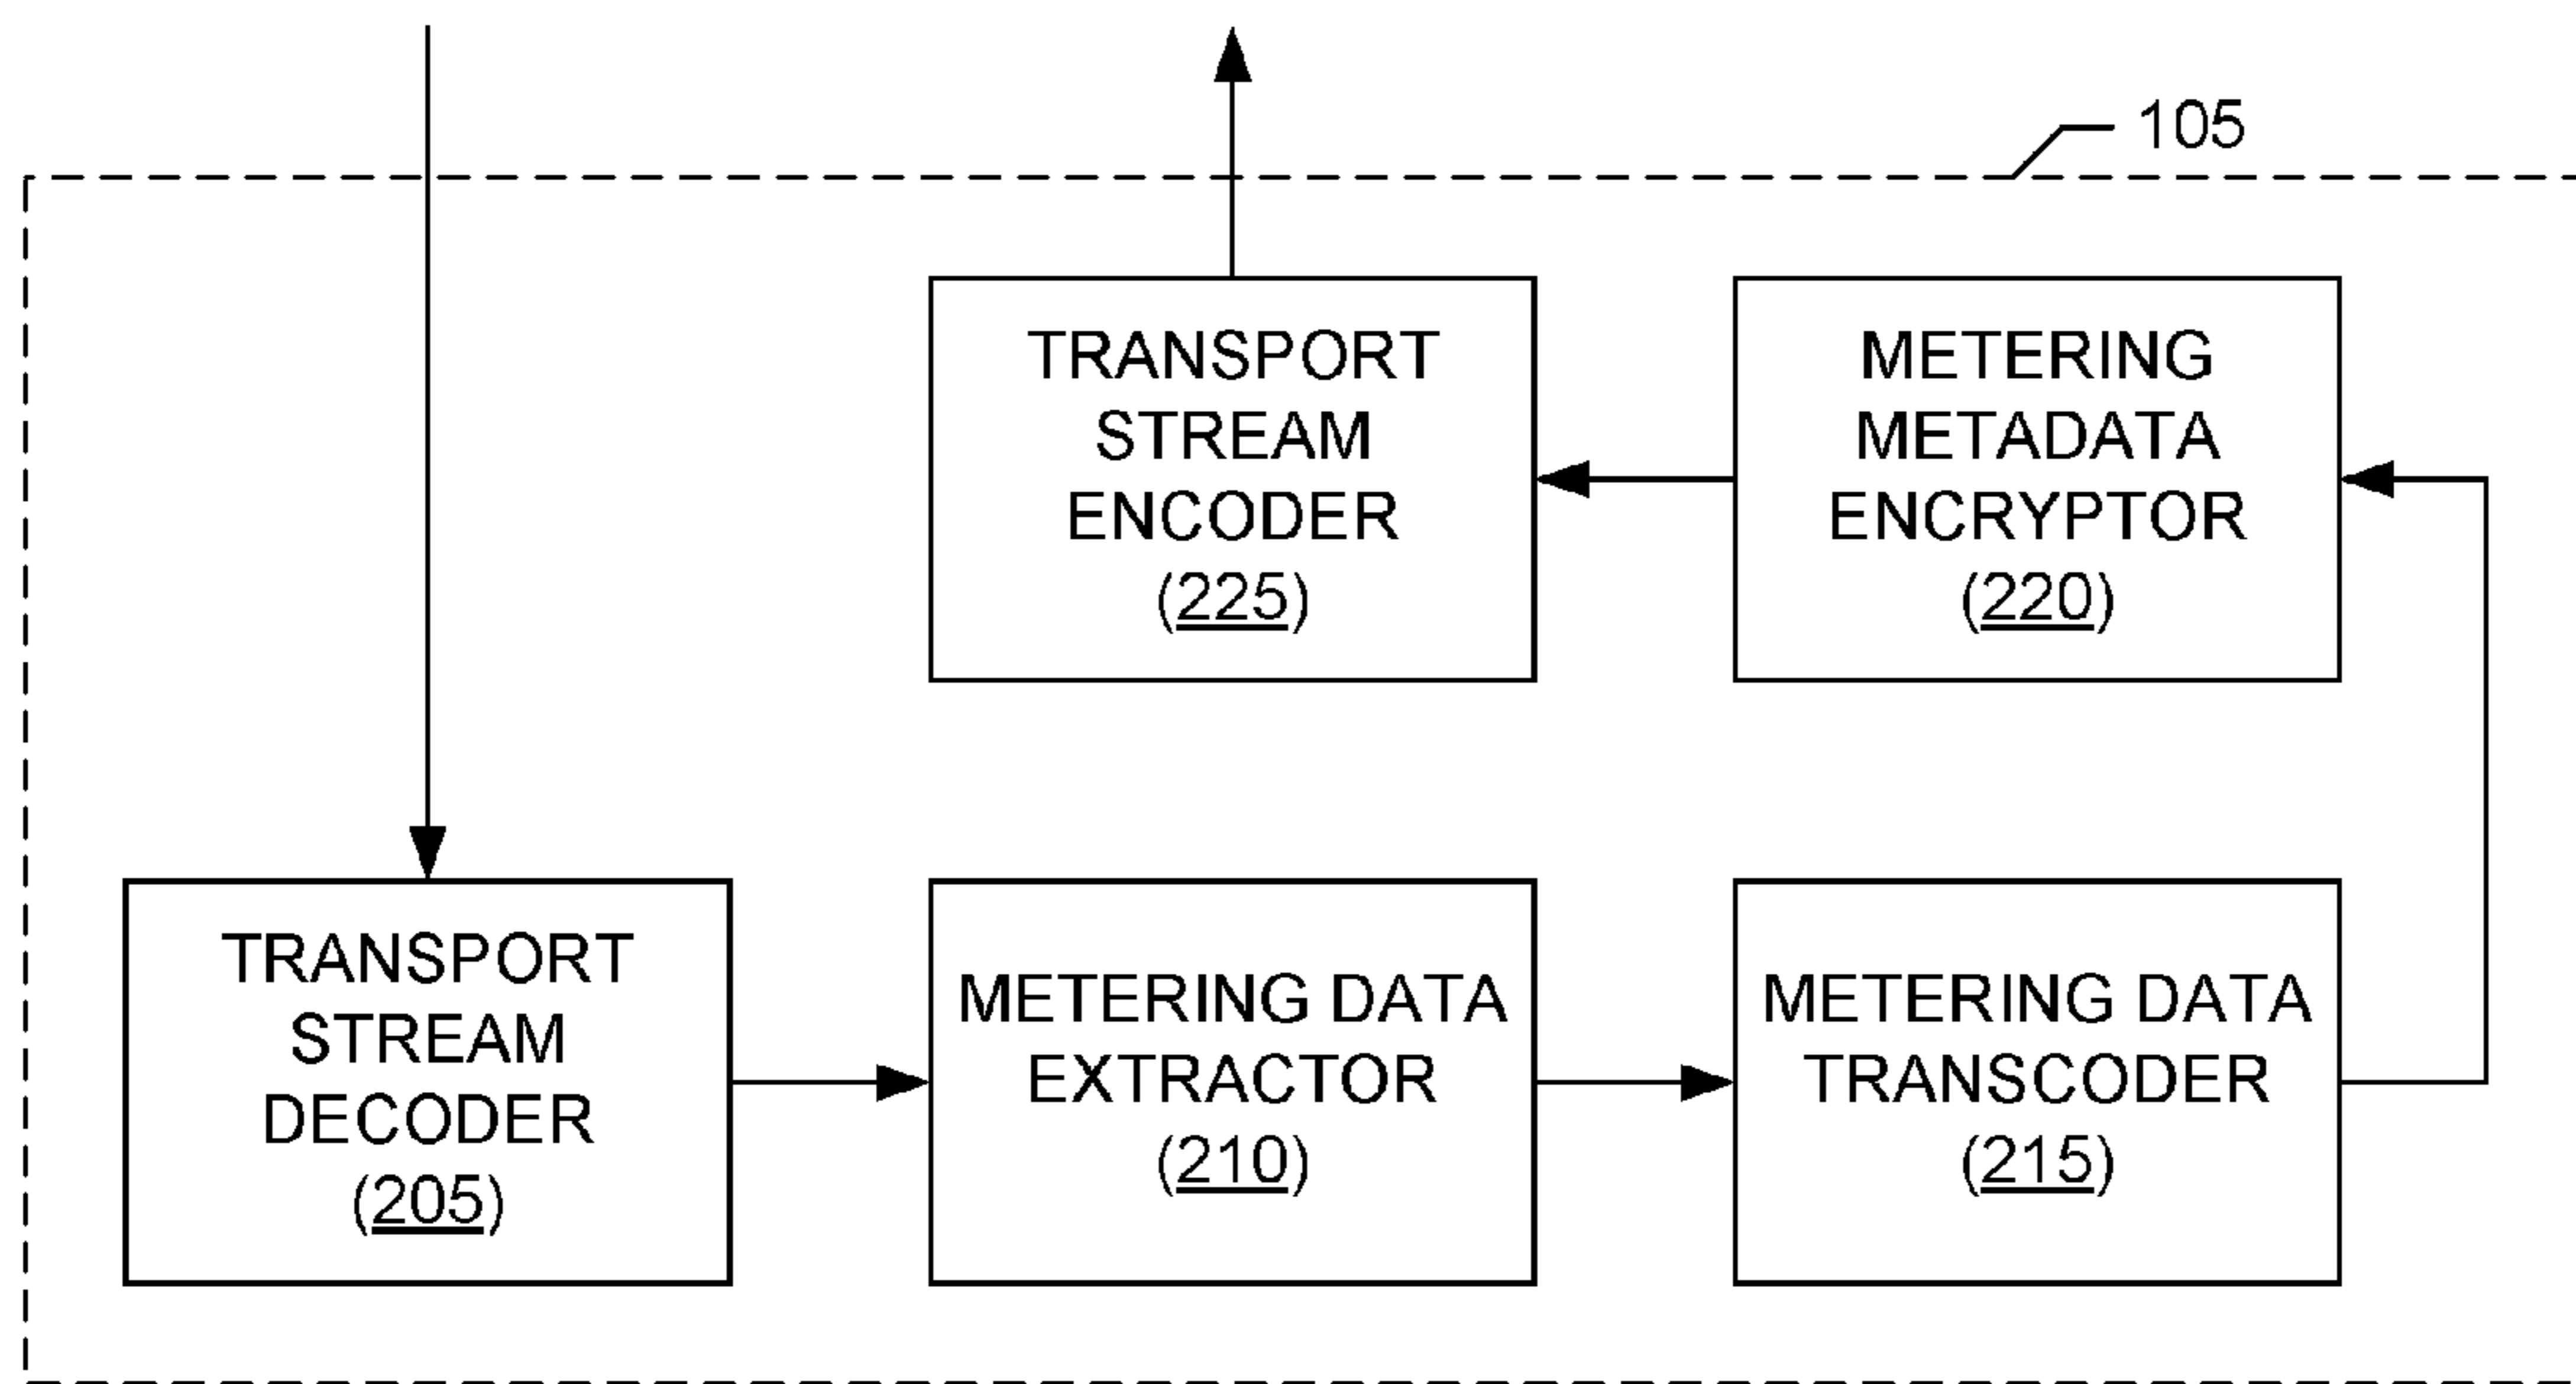 105
TRANSPORT
STREAM
ENCODER
(225)
METERING
METADATA
ENCRYPTOR
(220)
TRANSPORT
STREAM
DECODER
(205)
METERING DATA
EXTRACTOR
(210)
METERING DATA
TRANSCODER
(215)